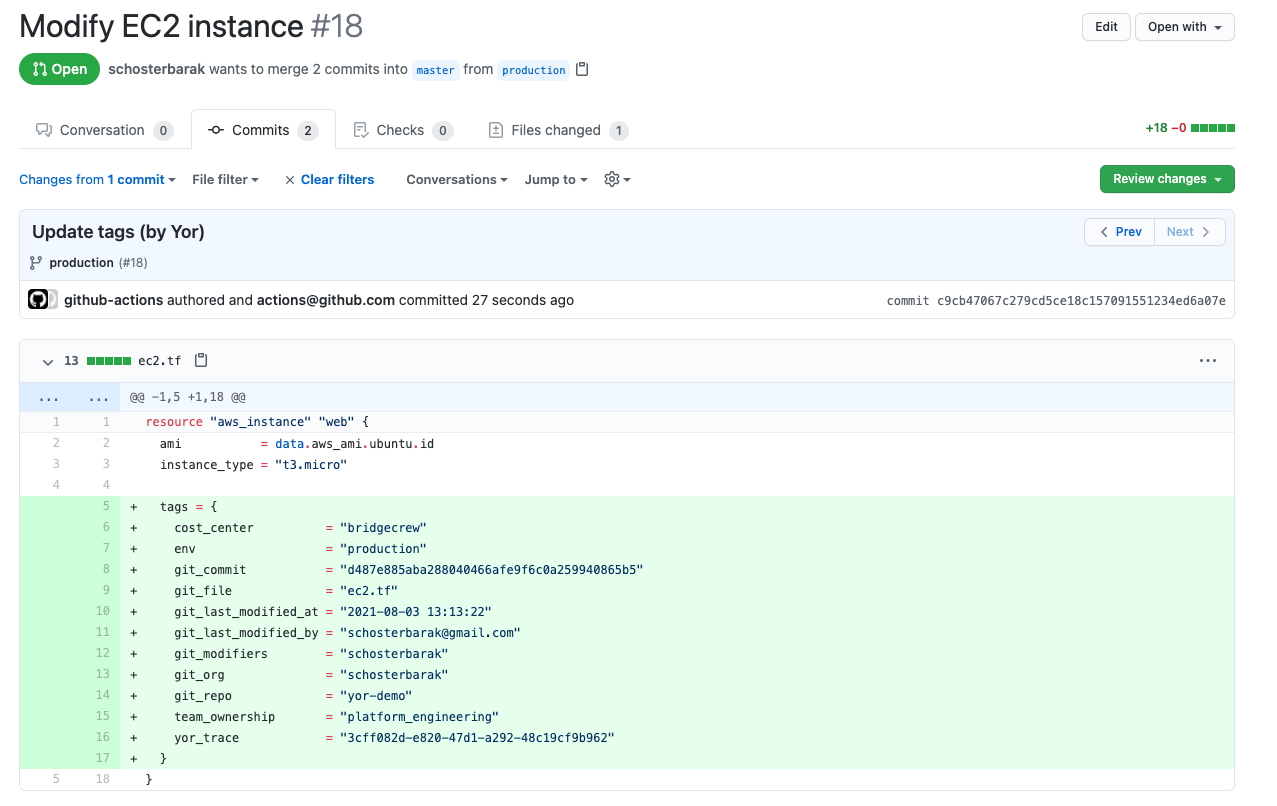 Modify EC2 instance #18
Edit Open with
Open schosterbarak wants to merge 2 commits into master from production
Conversation 0 Commits 2 Checks 0 Files changed 1 +18 −0
Changes from 1 commit File filter × Clear filters Conversations Jump to Review changes
Update tags (by Yor) Prev Next
production (#18)
github-actions authored and actions@github.com committed 27 seconds ago commit c9cb47067c279cd5ce18c157091551234ed6a07e
13 ec2.tf ...
... ... @@ -1,5 +1,18 @@
1 1 resource "aws_instance" "web" {
2 2 ami = data.aws_ami.ubuntu.id
3 3 instance_type = "t3.micro"
4 4
5 + tags = {
6 + cost_center = "bridgecrew"
7 + env = "production"
8 + git_commit = "d487e885aba288040466afe9f6c0a259940865b5"
9 + git_file = "ec2.tf"
10 + git_last_modified_at = "2021-08-03 13:13:22"
11 + git_last_modified_by = "schosterbarak@gmail.com"
12 + git_modifiers = "schosterbarak"
13 + git_org = "schosterbarak"
14 + git_repo = "yor-demo"
15 + team_ownership = "platform_engineering"
16 + yor_trace = "3cff082d-e820-47d1-a292-48c19cf9b962"
17 + }
5 18 }